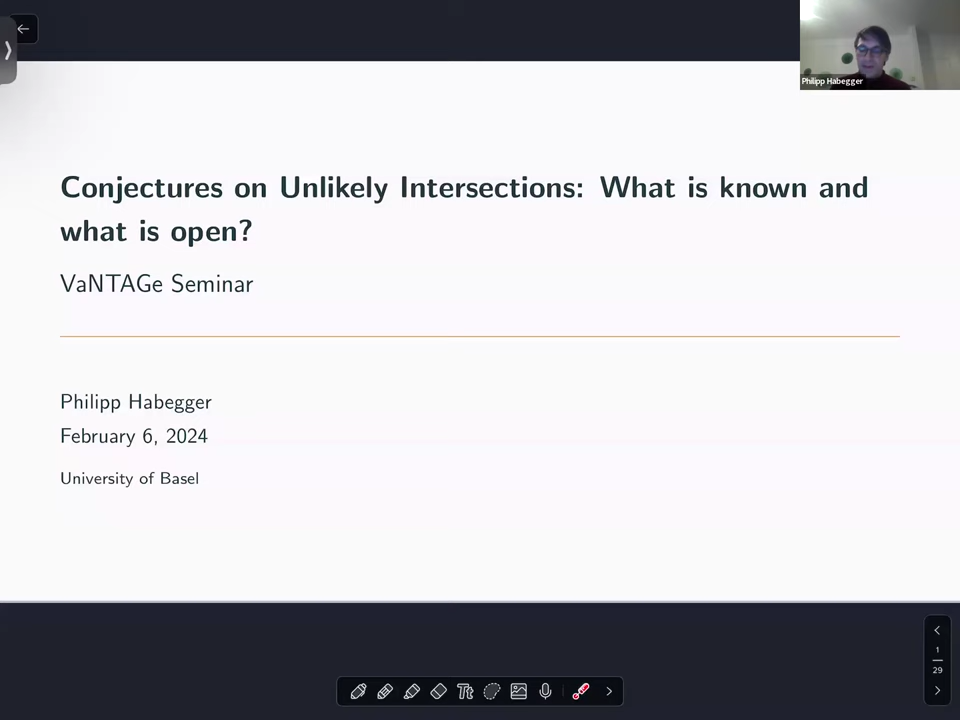 Philipp Habegger
Conjectures on Unlikely Intersections: What is known and
what is open?
VaNTAGe Seminar
Philipp Habegger
February 6, 2024
University of Basel
1
29
Tt